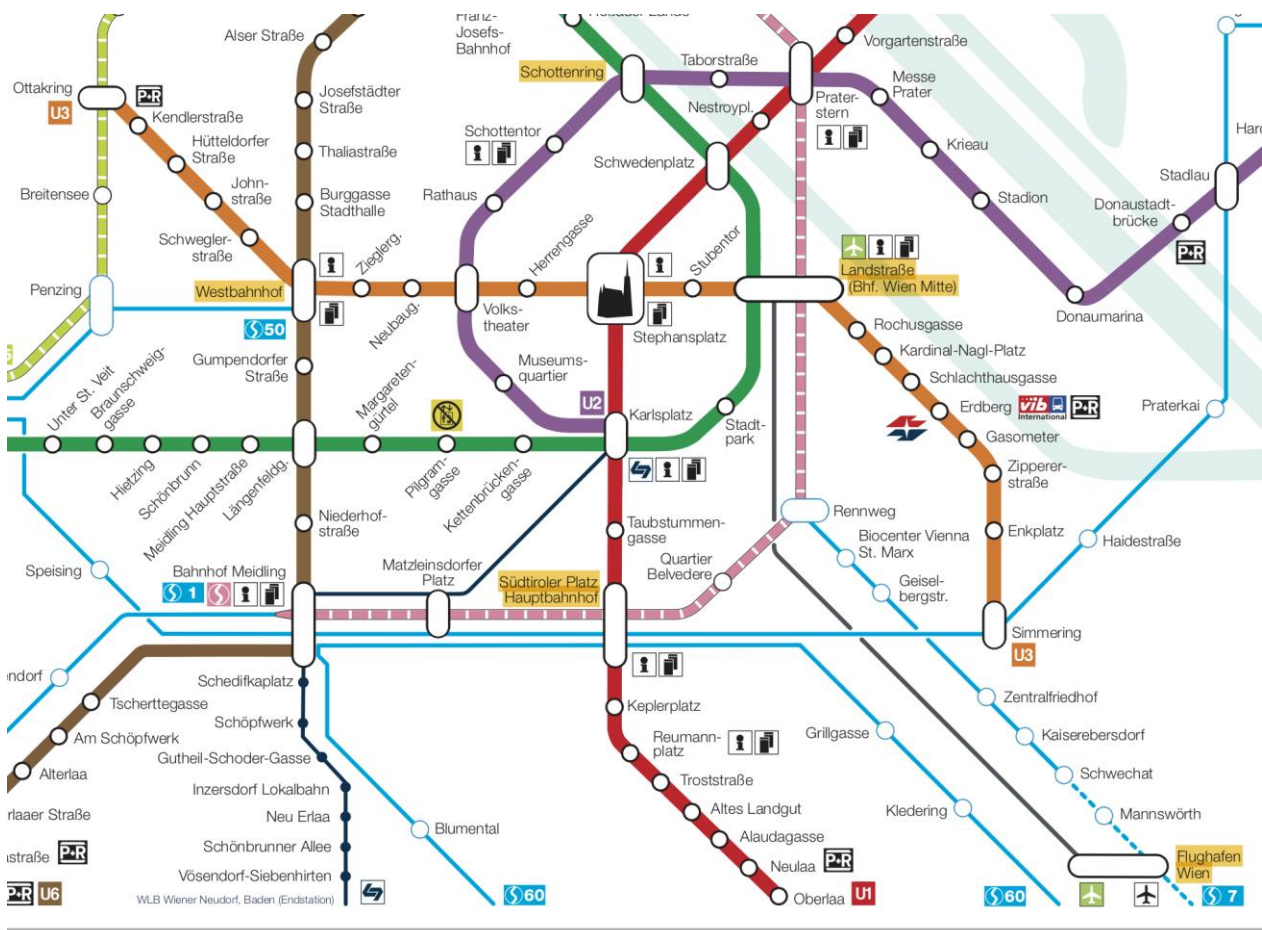 Alser Straße
Franz-
Josefs-
Bahnhof
Vorgartenstraße
Ottakring
U3
P+R
Kendlerstraße
Hütteldorfer
Straße
John-
straße
Schwegler-
straße
Breitensee
Penzing
Josefstädter
Straße
Thaliastraße
Burggasse
Stadthalle
Westbahnhof
S 50
Gumpendorfer
Straße
Schottenring
Taborstraße
Nestroypl.
Prater-
stern
i
Messe
Prater
Krieau
Stadion
Donaumarina
Donaustadt-
brücke
P+R
Stadlau
Schottentor
i
Rathaus
Schwedenplatz
Zieglerg.
Neubaug.
Volks-
theater
Herrengasse
Stephansplatz
i
Stubentor
i
Landstraße
(Bhf. Wien Mitte)
Rochusgasse
Kardinal-Nagl-Platz
Schlachthausgasse
Erdberg
vib
International
P+R
Gasometer
Zipperer-
straße
Enkplatz
Simmering
U3
Praterkai
Haidestraße
Museums-
quartier
U2
Karlsplatz
i
Stadt-
park
Unter St. Veit
Braunschweig-
gasse
Hietzing
Schönbrunn
Meidling Hauptstraße
Längenfeldg.
Margareten-
gürtel
Pilgram-
gasse
Kettenbrücken-
gasse
Niederhof-
straße
Speising
Bahnhof Meidling
S 1
S
i
Matzleinsdorfer
Platz
Taubstummen-
gasse
Südtiroler Platz
Hauptbahnhof
i
Quartier
Belvedere
Rennweg
Biocenter Vienna
St. Marx
Geisel-
bergstr.
Zentralfriedhof
Kaiserebersdorf
Schwechat
Mannswörth
Flughafen
Wien
S 7
endorf
Tscherttegasse
Am Schöpfwerk
Alterlaa
rlaaer Straße
astraße
P+R
P+R
U6
Schedifkaplatz
Schöpfwerk
Gutheil-Schoder-Gasse
Inzersdorf Lokalbahn
Neu Erlaa
Schönbrunner Allee
Vösendorf-Siebenhirten
WLB Wiener Neudorf, Baden (Endstation)
Blumental
S 60
Keplerplatz
Reumann-
platz
i
Troststraße
Altes Landgut
Alaudagasse
Neulaa
P+R
Oberlaa
U1
Grillgasse
Kledering
S 60